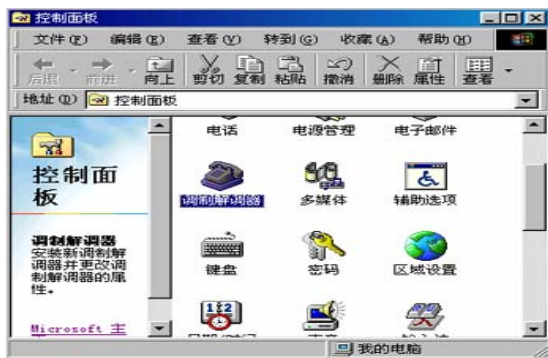 控制面板
文件(F) 编辑(E) 查看(V) 转到(G) 收藏(A) 帮助(H)
后退 前进 向上 剪切 复制 粘贴 撤消 删除 属性 查看
地址(D) 控制面板
电话 电源管理 电子邮件
控制面
板
调制解调器 多媒体 辅助选项
调制解调器
安装新调制解
调器并更改调
制解调器的属
性。
键盘 密码 区域设置
Microsoft 主
我的电脑